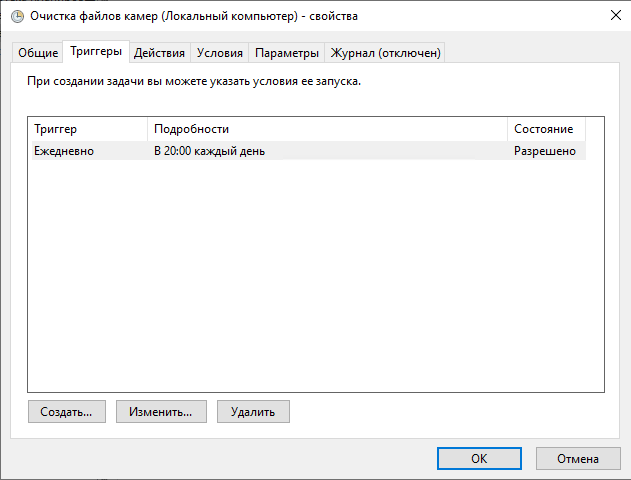 Очистка файлов камер (Локальный компьютер) - свойства
Общие Триггеры Действия Условия Параметры Журнал (отключен)
При создании задачи вы можете указать условия ее запуска.
Триггер Подробности Состояние
Ежедневно В 20:00 каждый день Разрешено
Создать... Изменить... Удалить
ОК Отмена